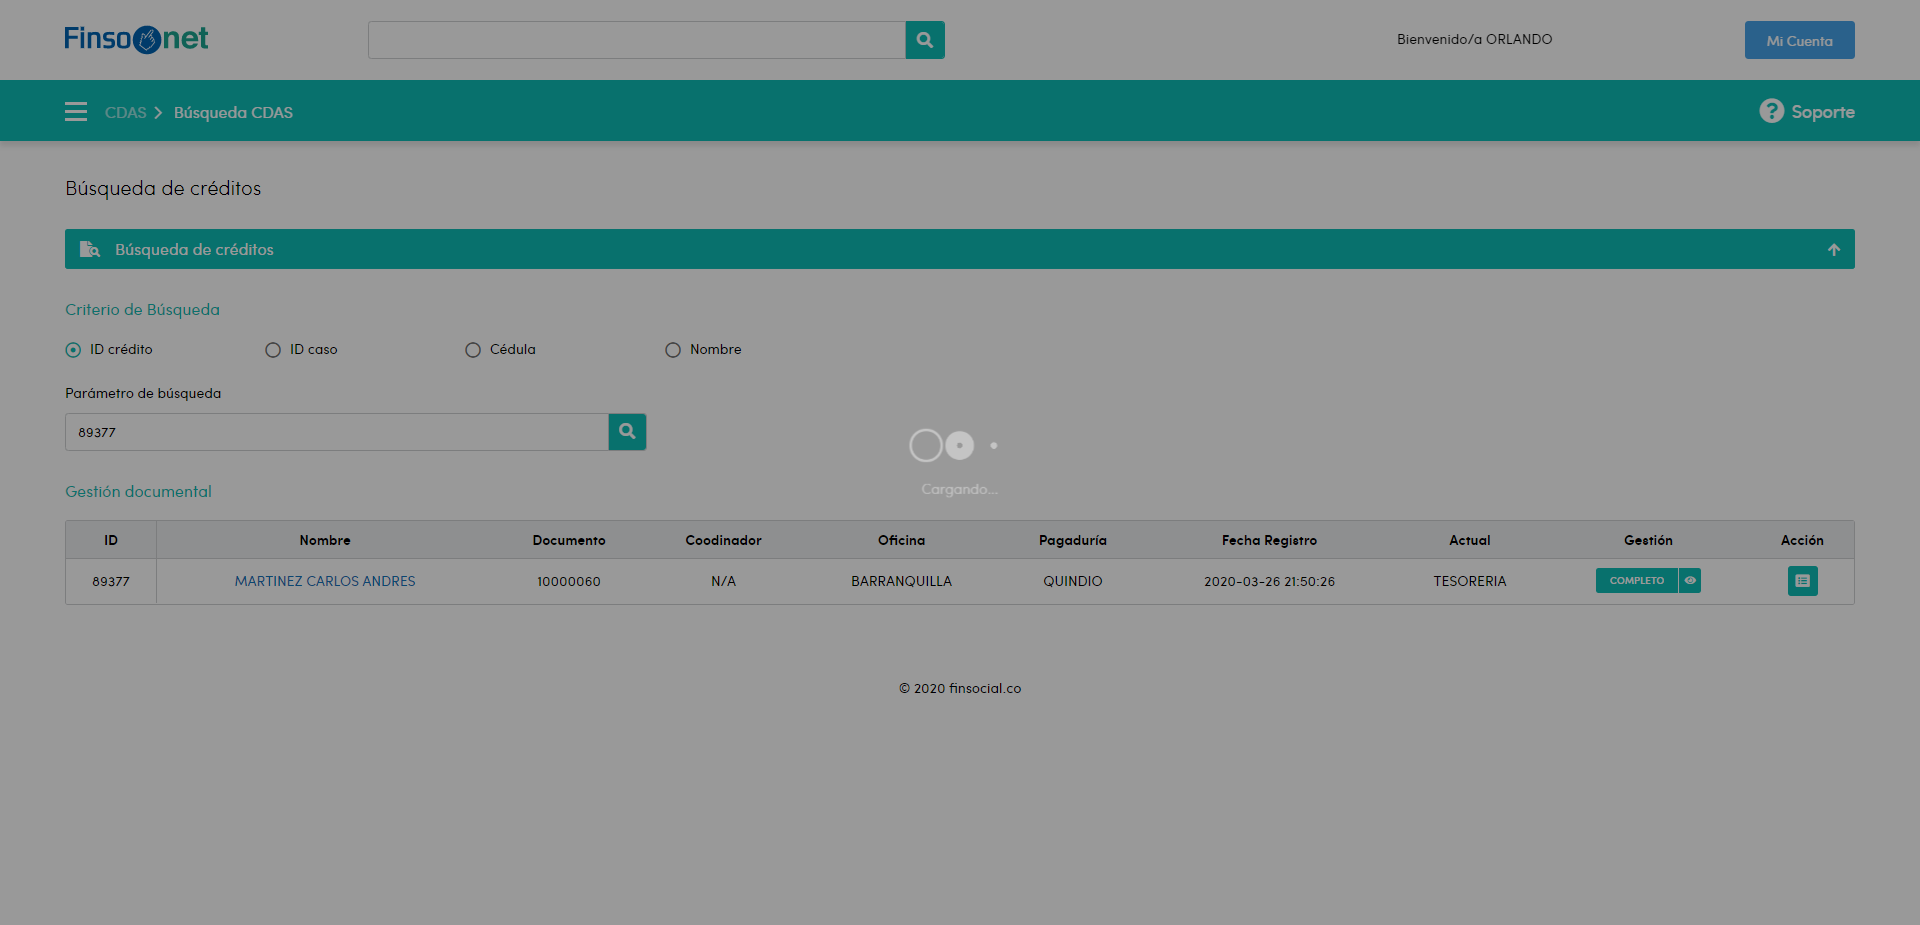 Finso net
Bienvenido/a ORLANDO
Mi Cuenta
CDAS
Búsqueda CDAS
Soporte
Búsqueda de créditos
Búsqueda de créditos
Criterio de Búsqueda
ID crédito
ID caso
Cédula
Nombre
Parámetro de búsqueda
89377
Cargando...
Gestión documental
ID Nombre Documento Coodinador Oficina Pagaduría Fecha Registro Actual Gestión Acción
89377 MARTINEZ CARLOS ANDRES 10000060 N/A BARRANQUILLA QUINDIO 2020-03-26 21:50:26 TESORERIA COMPLETO
© 2020 finsocial.co